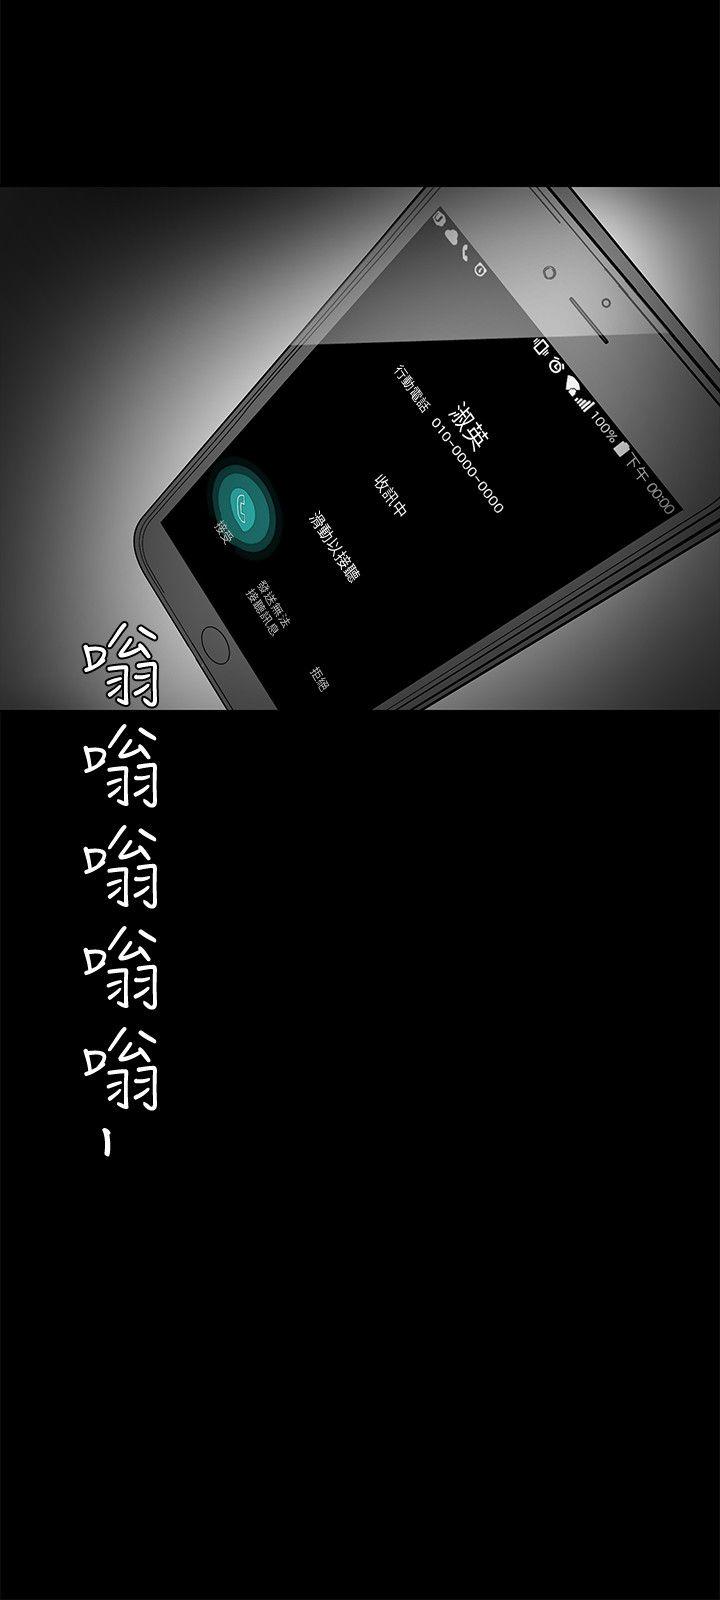 100% 下午 00:00
淑英
行動電話 010-0000-0000
收訊中
滑動以接聽
接受
發送無法
接聽訊息
拒絕
嗡
嗡
嗡
嗡
嗡